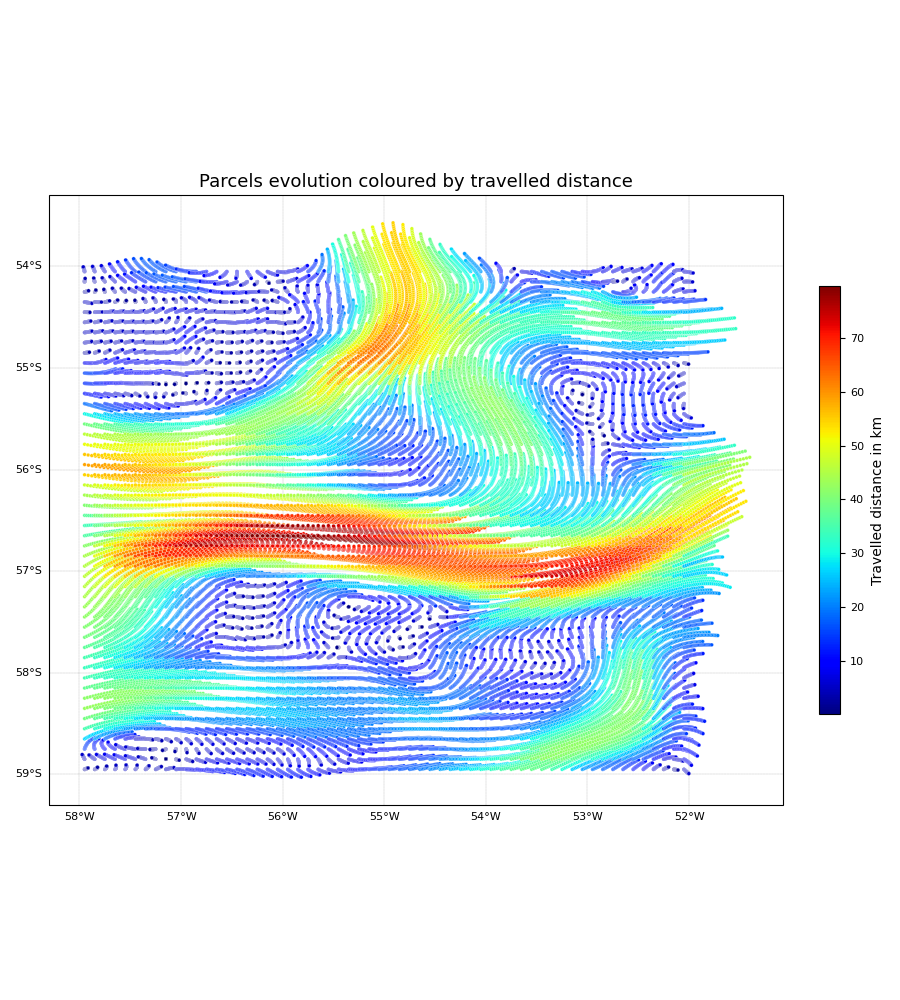 Parcels evolution coloured by travelled distance
54°S
55°S
56°S
57°S
58°S
59°S
58°W 57°W 56°W 55°W 54°W 53°W 52°W
70
60
50
40
30
20
10
Travelled distance in km